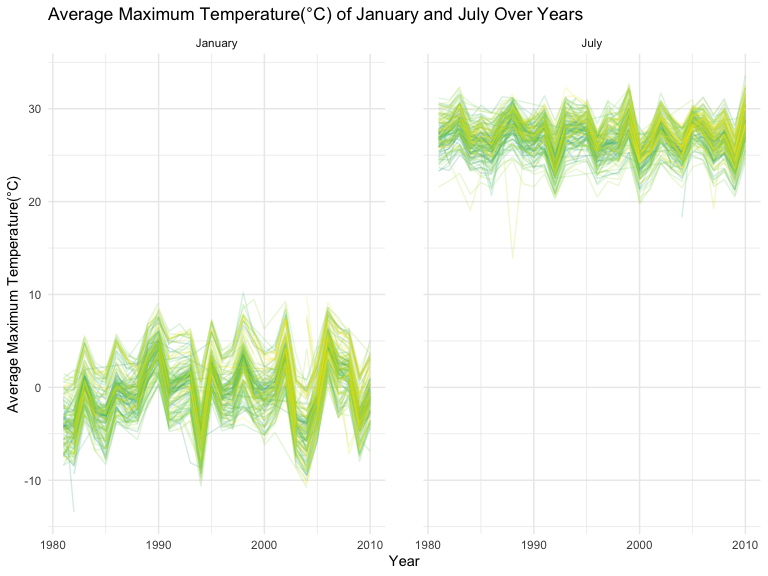 Average Maximum Temperature(°C) of January and July Over Years
January July
Average Maximum Temperature(°C)
30
20
10
0
-10
1980 1990 2000 2010 1980 1990 2000 2010
Year